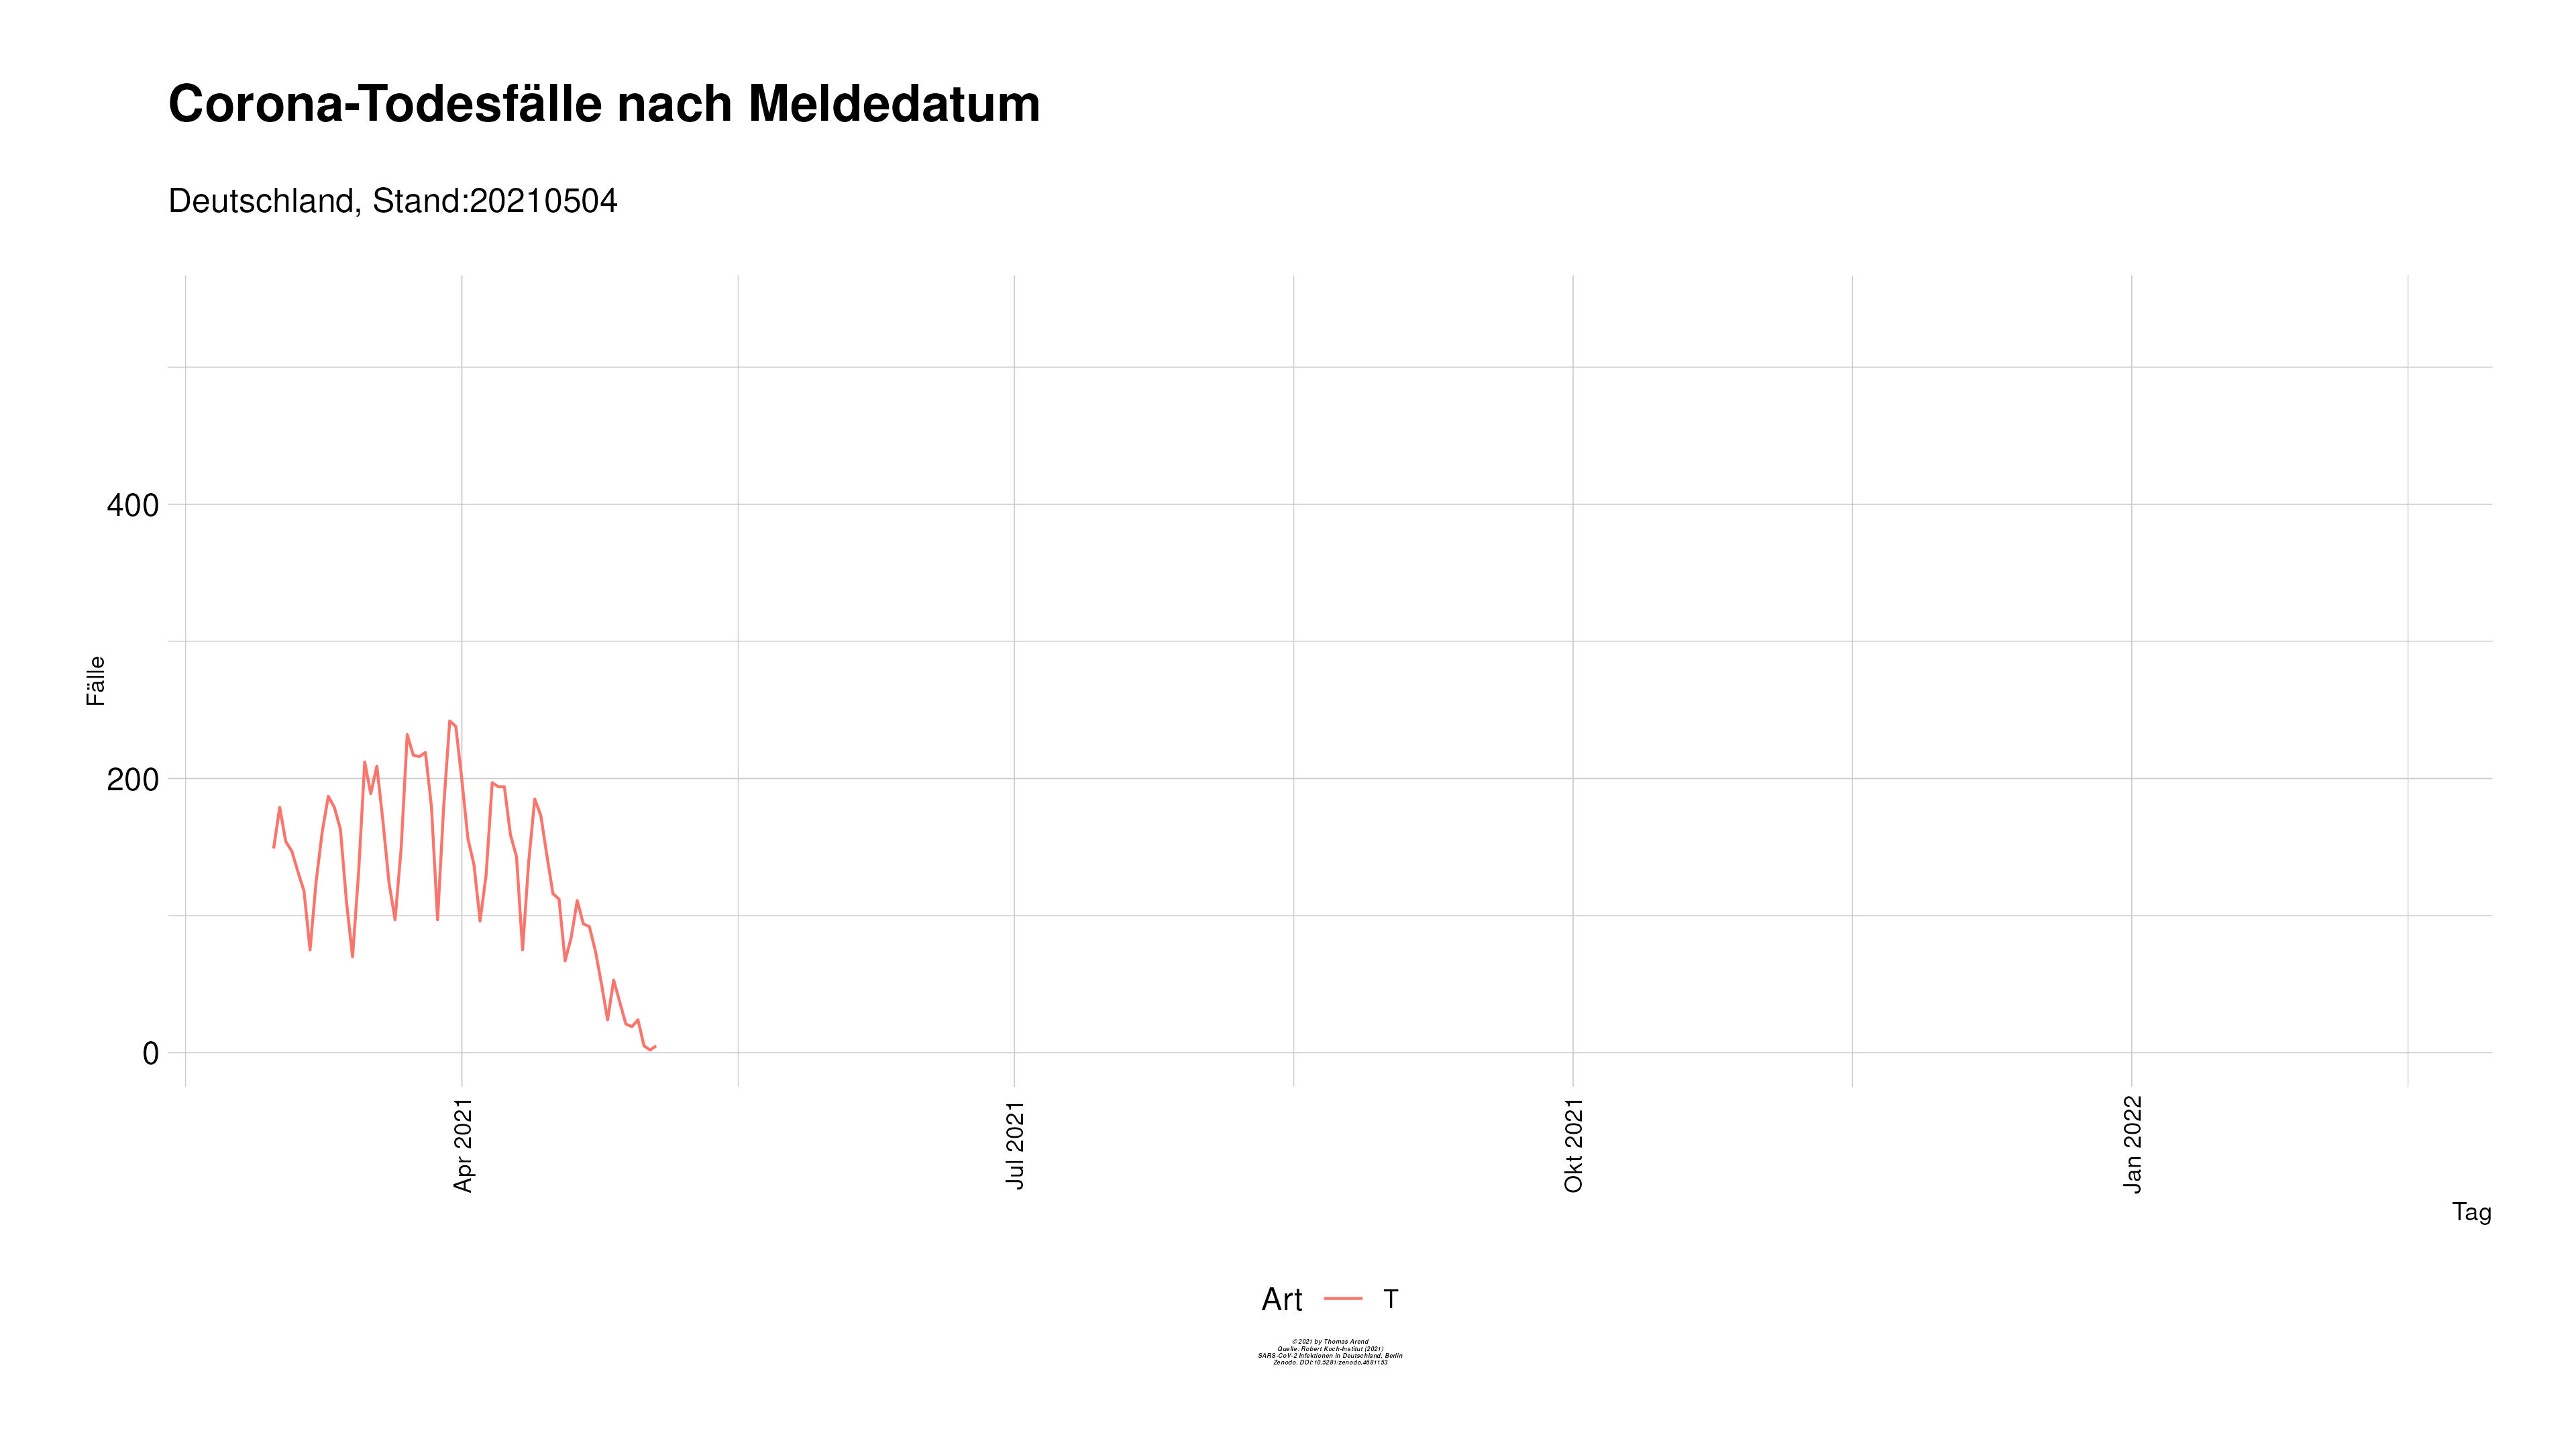 Corona-Todesfälle nach Meldedatum
Deutschland, Stand:20210504
400
200
0
Fälle
Apr 2021
Jul 2021
Okt 2021
Jan 2022
Tag
Art T
© 2021 by Thomas Arend
Quelle: Robert Koch-Institut (2021)
SARS-CoV-2 Infektionen in Deutschland, Berlin
Zenodo. DOI:10.5281/zenodo.4681153